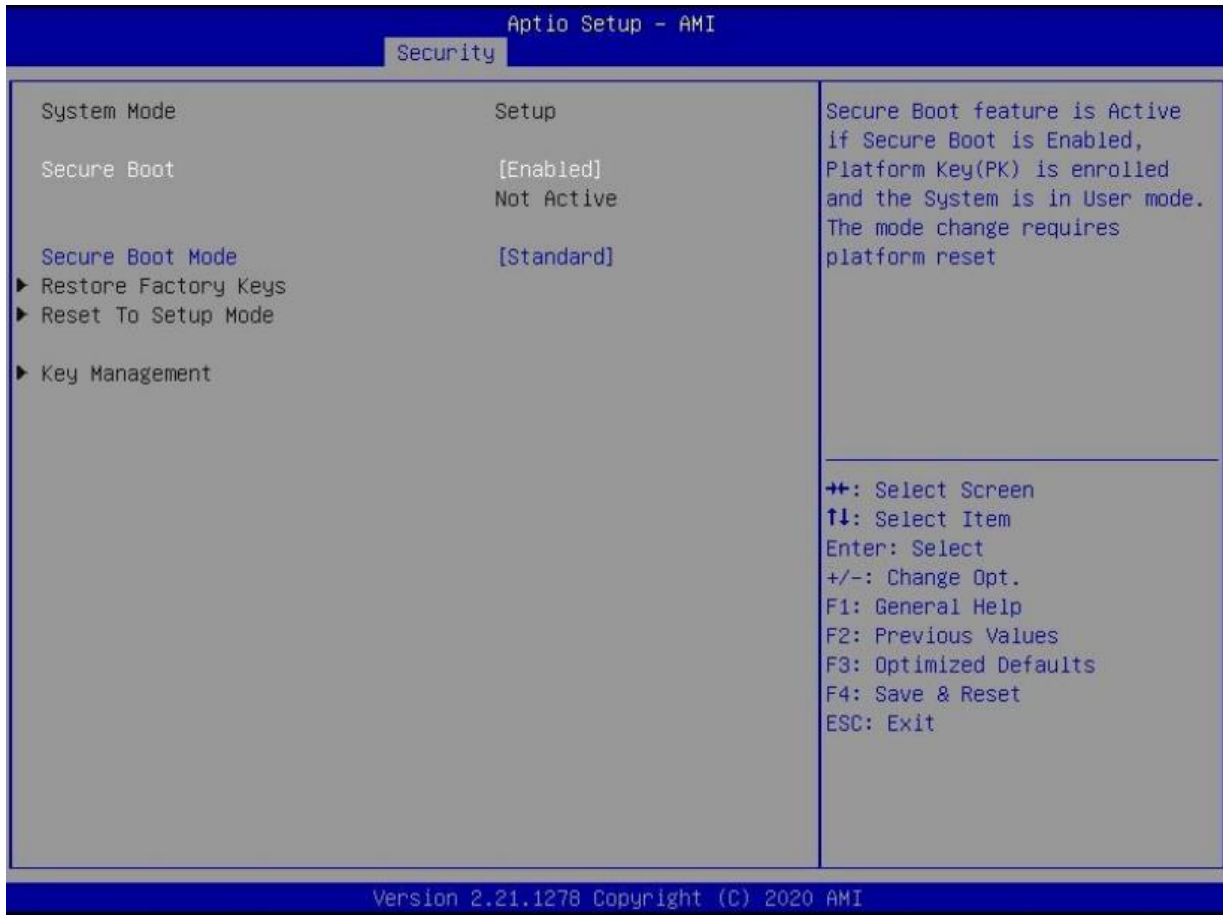 Aptio Setup – AMI
Security
System Mode Setup
Secure Boot [Enabled]
Not Active
Secure Boot Mode [Standard]
▶ Restore Factory Keys
▶ Reset To Setup Mode
▶ Key Management
Secure Boot feature is Active
if Secure Boot is Enabled,
Platform Key(PK) is enrolled
and the System is in User mode.
The mode change requires
platform reset
→←: Select Screen
↑↓: Select Item
Enter: Select
+/-: Change Opt.
F1: General Help
F2: Previous Values
F3: Optimized Defaults
F4: Save & Reset
ESC: Exit
Version 2.21.1278 Copyright (C) 2020 AMI